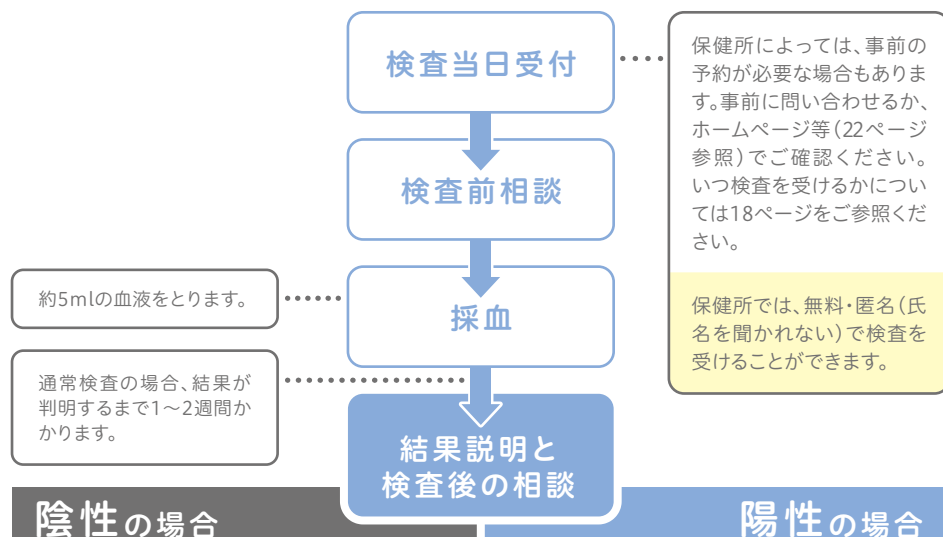 検査当日受付
保健所によっては、事前の
予約が必要な場合もありま
す。事前に問い合わせるか、
ホームページ等(22ページ
参照)でご確認ください。
いつ検査を受けるかについ
ては18ページをご参照くだ
さい。
保健所では、無料・匿名(氏
名を聞かれない)で検査を
受けることができます。
検査前相談
約5mlの血液をとります。
採血
通常検査の場合、結果が
判明するまで1〜2週間か
かります。
結果説明と
検査後の相談
陰性の場合
陽性の場合